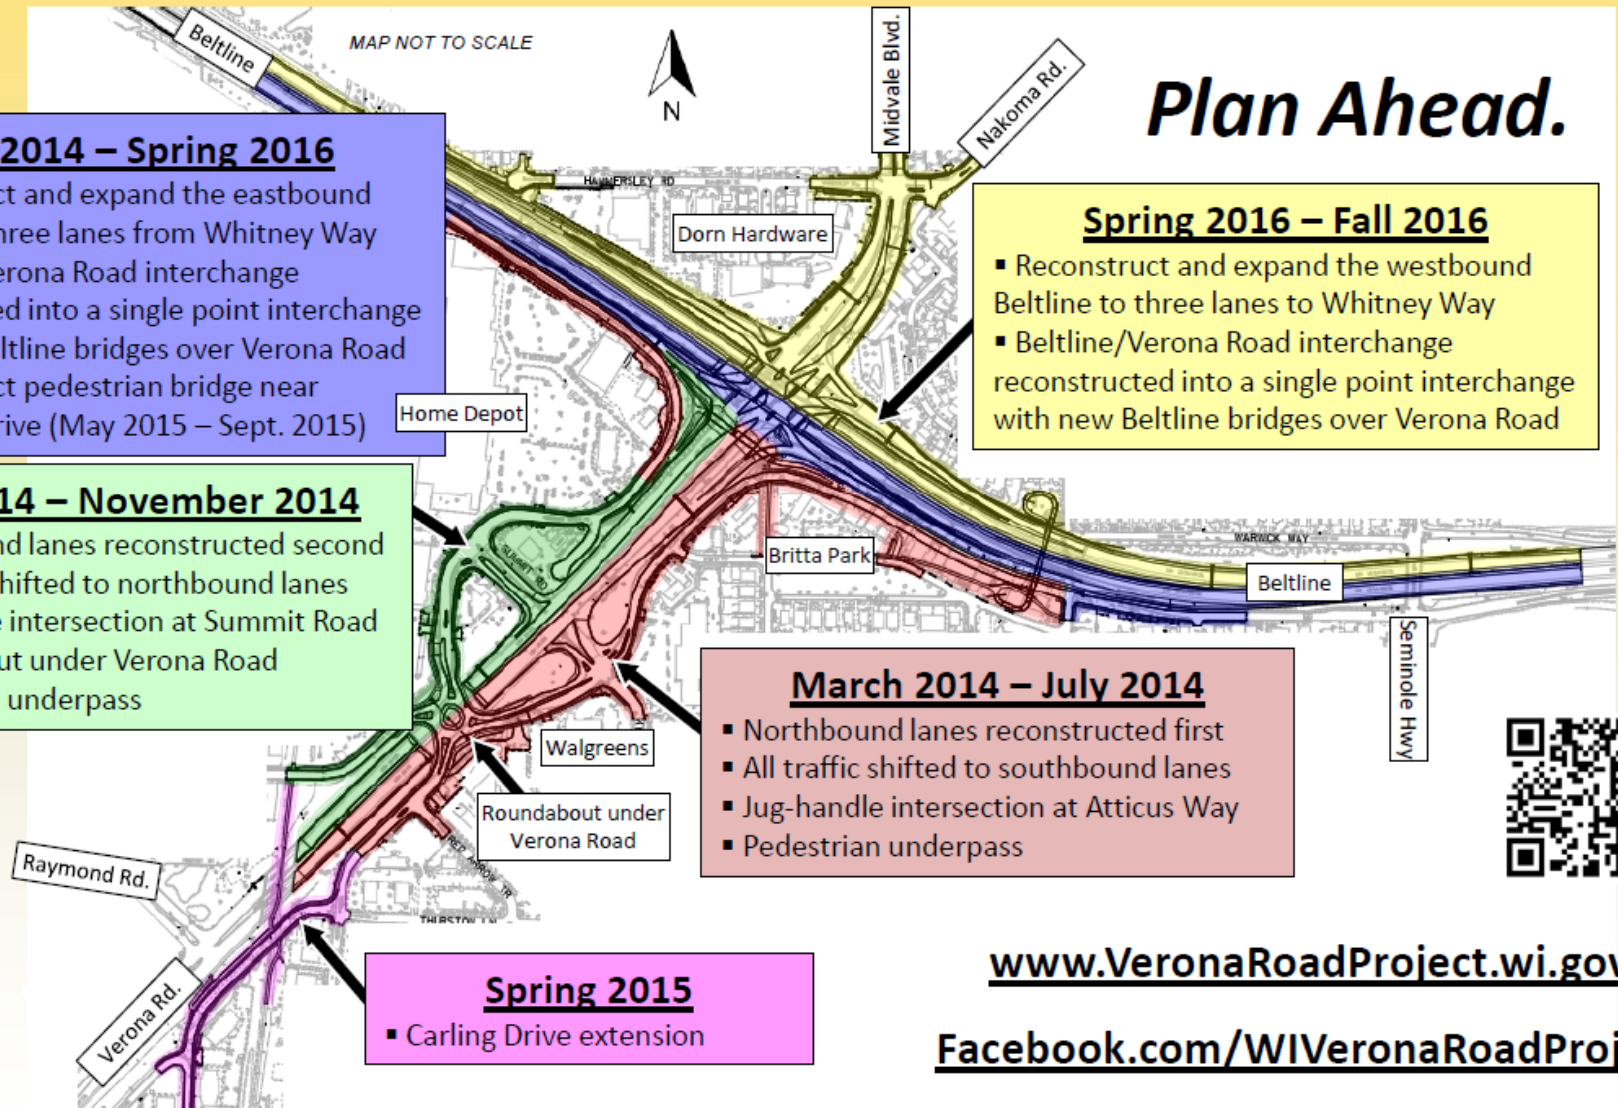 Beltline
MAP NOT TO SCALE
N
Midvale Blvd.
Nakoma Rd.
Plan Ahead.
2014 – Spring 2016
ct and expand the eastbound
hree lanes from Whitney Way
erona Road interchange
ed into a single point interchange
eltline bridges over Verona Road
ct pedestrian bridge near
rive (May 2015 – Sept. 2015)
HAMMERSLEY RD
Dorn Hardware
Spring 2016 – Fall 2016
▪ Reconstruct and expand the westbound
Beltline to three lanes to Whitney Way
▪ Beltline/Verona Road interchange
reconstructed into a single point interchange
with new Beltline bridges over Verona Road
Home Depot
14 – November 2014
nd lanes reconstructed second
shifted to northbound lanes
e intersection at Summit Road
out under Verona Road
underpass
SUMMIT RD
Britta Park
WARWICK WAY
Beltline
Seminole Hwy
March 2014 – July 2014
▪ Northbound lanes reconstructed first
▪ All traffic shifted to southbound lanes
▪ Jug-handle intersection at Atticus Way
▪ Pedestrian underpass
Walgreens
Roundabout under
Verona Road
RED ARROW TR
THURSTON LN
Raymond Rd.
Verona Rd.
Spring 2015
▪ Carling Drive extension
www.VeronaRoadProject.wi.gov
Facebook.com/WIVeronaRoadProj